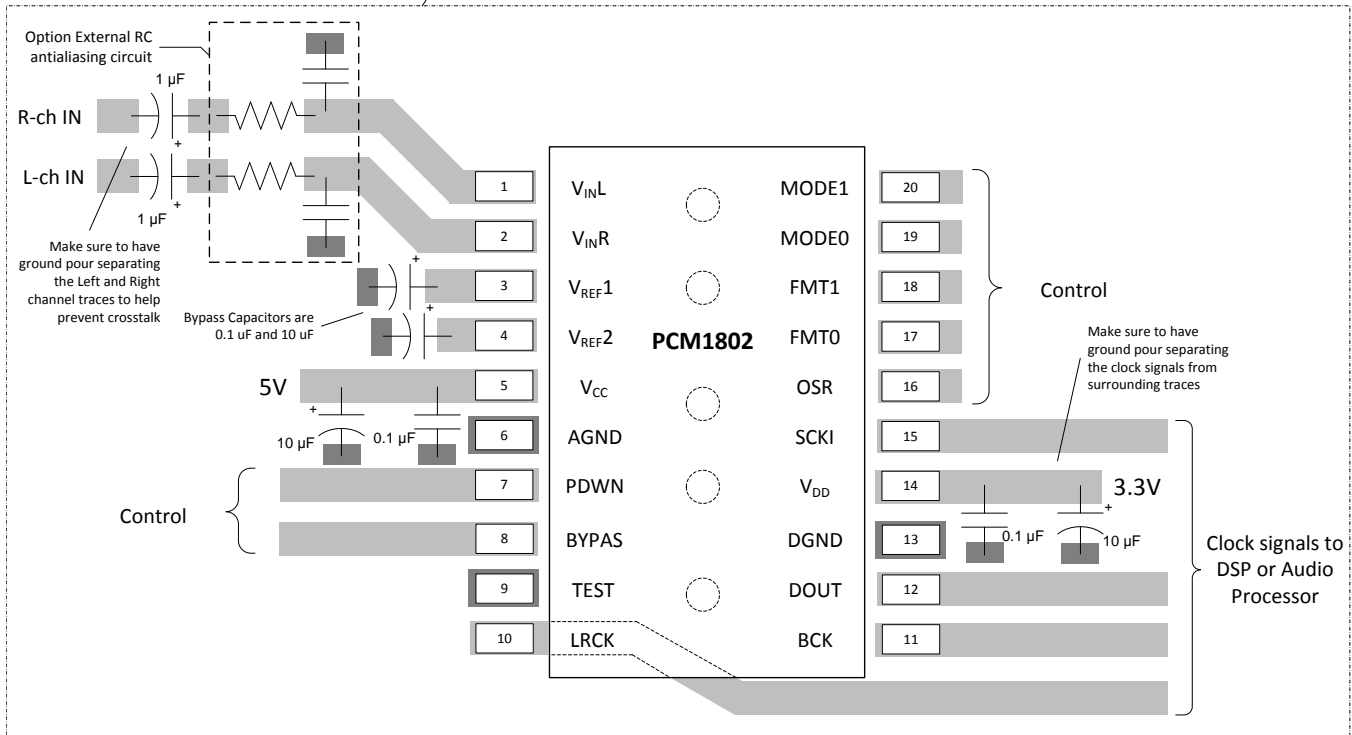 Option External RC
antialiasing circuit
1 µF
R-ch IN
+
L-ch IN
+
1 µF
Make sure to have
ground pour separating
the Left and Right
channel traces to help
prevent crosstalk
+
Bypass Capacitors are
0.1 uF and 10 uF
+
5V
+
10 µF
0.1 µF
Control
1
2
3
4
5
6
7
8
9
10
VINL
VINR
VREF1
VREF2
VCC
AGND
PDWN
BYPAS
TEST
LRCK
PCM1802
MODE1
MODE0
FMT1
FMT0
OSR
SCKI
VDD
DGND
DOUT
BCK
20
19
18
17
16
15
14
13
12
11
Control
Make sure to have
ground pour separating
the clock signals from
surrounding traces
3.3V
+
0.1 µF
10 µF
Clock signals to
DSP or Audio
Processor